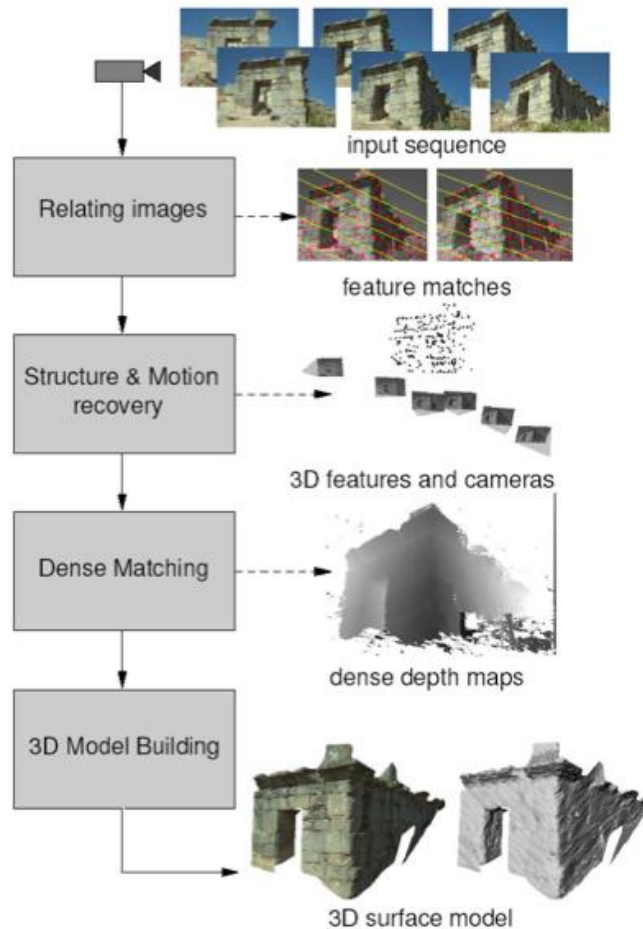 input sequence
Relating images
feature matches
Structure & Motion
recovery
3D features and cameras
Dense Matching
dense depth maps
3D Model Building
3D surface model